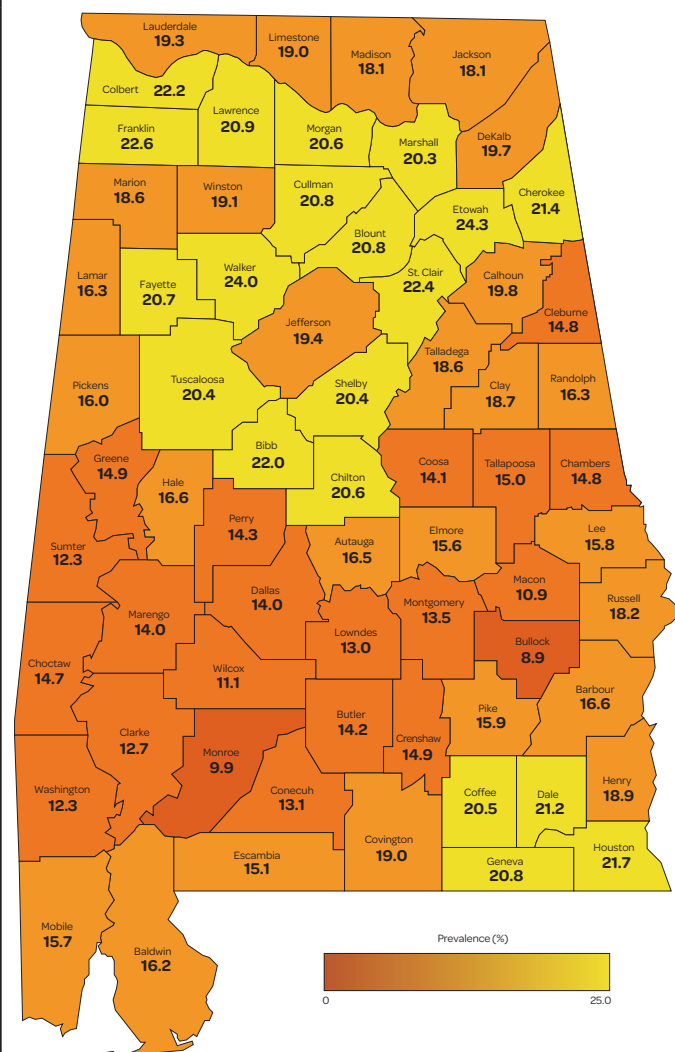 Lauderdale
19.3
Limestone
19.0
Madison
18.1
Jackson
18.1
Colbert 22.2
Lawrence
20.9
Franklin
22.6
Morgan
20.6
Marshall
20.3
DeKalb
19.7
Marion
18.6
Winston
19.1
Cullman
20.8
Cherokee
21.4
Etowah
24.3
Blount
20.8
Lamar
16.3
Fayette
20.7
Walker
24.0
St. Clair
22.4
Calhoun
19.8
Cleburne
14.8
Jefferson
19.4
Talladega
18.6
Pickens
16.0
Tuscaloosa
20.4
Shelby
20.4
Clay
18.7
Randolph
16.3
Bibb
22.0
Greene
14.9
Hale
16.6
Chilton
20.6
Coosa
14.1
Tallapoosa
15.0
Chambers
14.8
Perry
14.3
Sumter
12.3
Autauga
16.5
Elmore
15.6
Lee
15.8
Dallas
14.0
Marengo
14.0
Montgomery
13.5
Macon
10.9
Russell
18.2
Lowndes
13.0
Bullock
8.9
Choctaw
14.7
Wilcox
11.1
Barbour
16.6
Clarke
12.7
Monroe
9.9
Butler
14.2
Crenshaw
14.9
Pike
15.9
Washington
12.3
Conecuh
13.1
Coffee
20.5
Dale
21.2
Henry
18.9
Covington
19.0
Escambia
15.1
Geneva
20.8
Houston
21.7
Mobile
15.7
Baldwin
16.2
Prevalence (%)
0 25.0